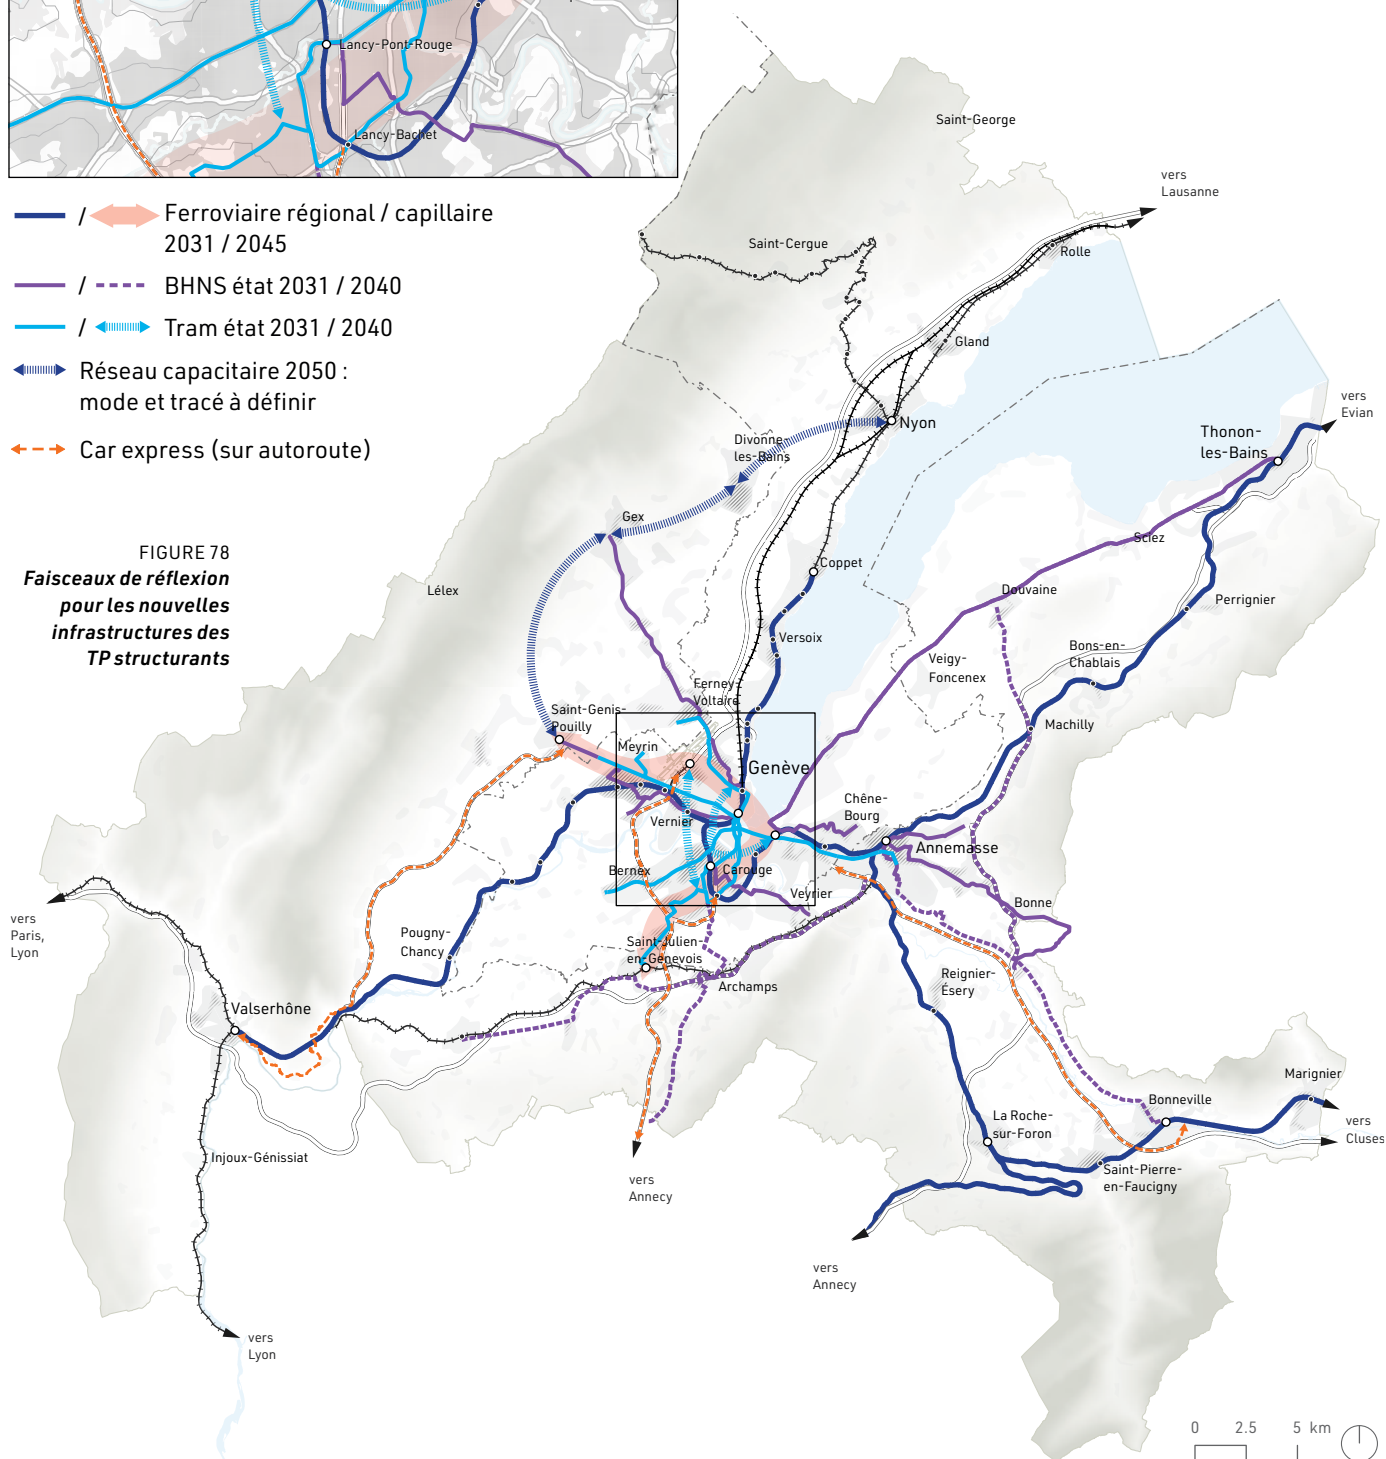 Lancy-Pont-Rouge
Lancy-Bachet
/ Ferroviaire régional / capillaire
2031 / 2045
/ BHNS état 2031 / 2040
/ Tram état 2031 / 2040
Réseau capacitaire 2050 :
mode et tracé à définir
Car express (sur autoroute)
FIGURE 78
Faisceaux de réflexion
pour les nouvelles
infrastructures des
TP structurants
Saint-George
vers
Lausanne
Saint-Cergue
Rolle
Gland
vers
Evian
Nyon
Thonon-
les-Bains
Divonne-
les-Bains
Gex
Sciez
Coppet
Lélex
Douvaine
Perrignier
Versoix
Bons-en-
Chablais
Veigy-
Foncenex
Ferney-
Voltaire
Saint-Genis-
Pouilly
Machilly
Meyrin
Genève
Chêne-
Bourg
Vernier
Annemasse
Bernex
Carouge
Veyrier
Bonne
vers
Paris,
Lyon
Pougny-
Chancy
Saint-Julien-
en-Genevois
Archamps
Reignier-
Ésery
Valserhône
Marignier
Bonneville
La Roche-
sur-Foron
vers
Cluses
Injoux-Génissiat
Saint-Pierre-
en-Faucigny
vers
Annecy
vers
Annecy
vers
Lyon
0 2.5 5 km